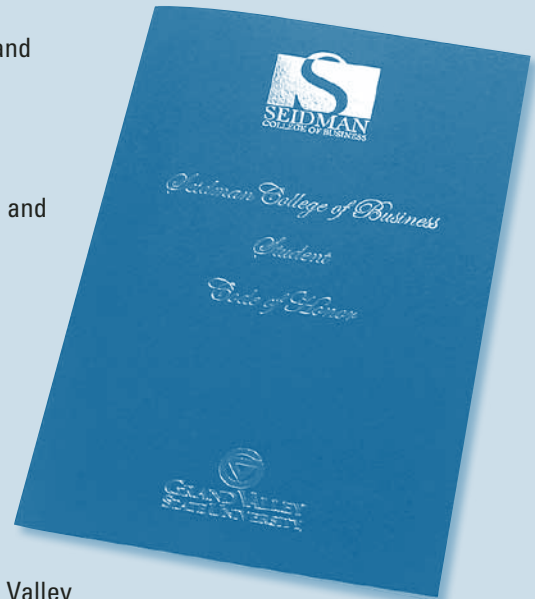 and
SEIDMAN
COLLEGE OF BUSINESS
Seidman College of Business
and
Student
Code of Honor
GRAND VALLEY
STATE UNIVERSITY
Valley